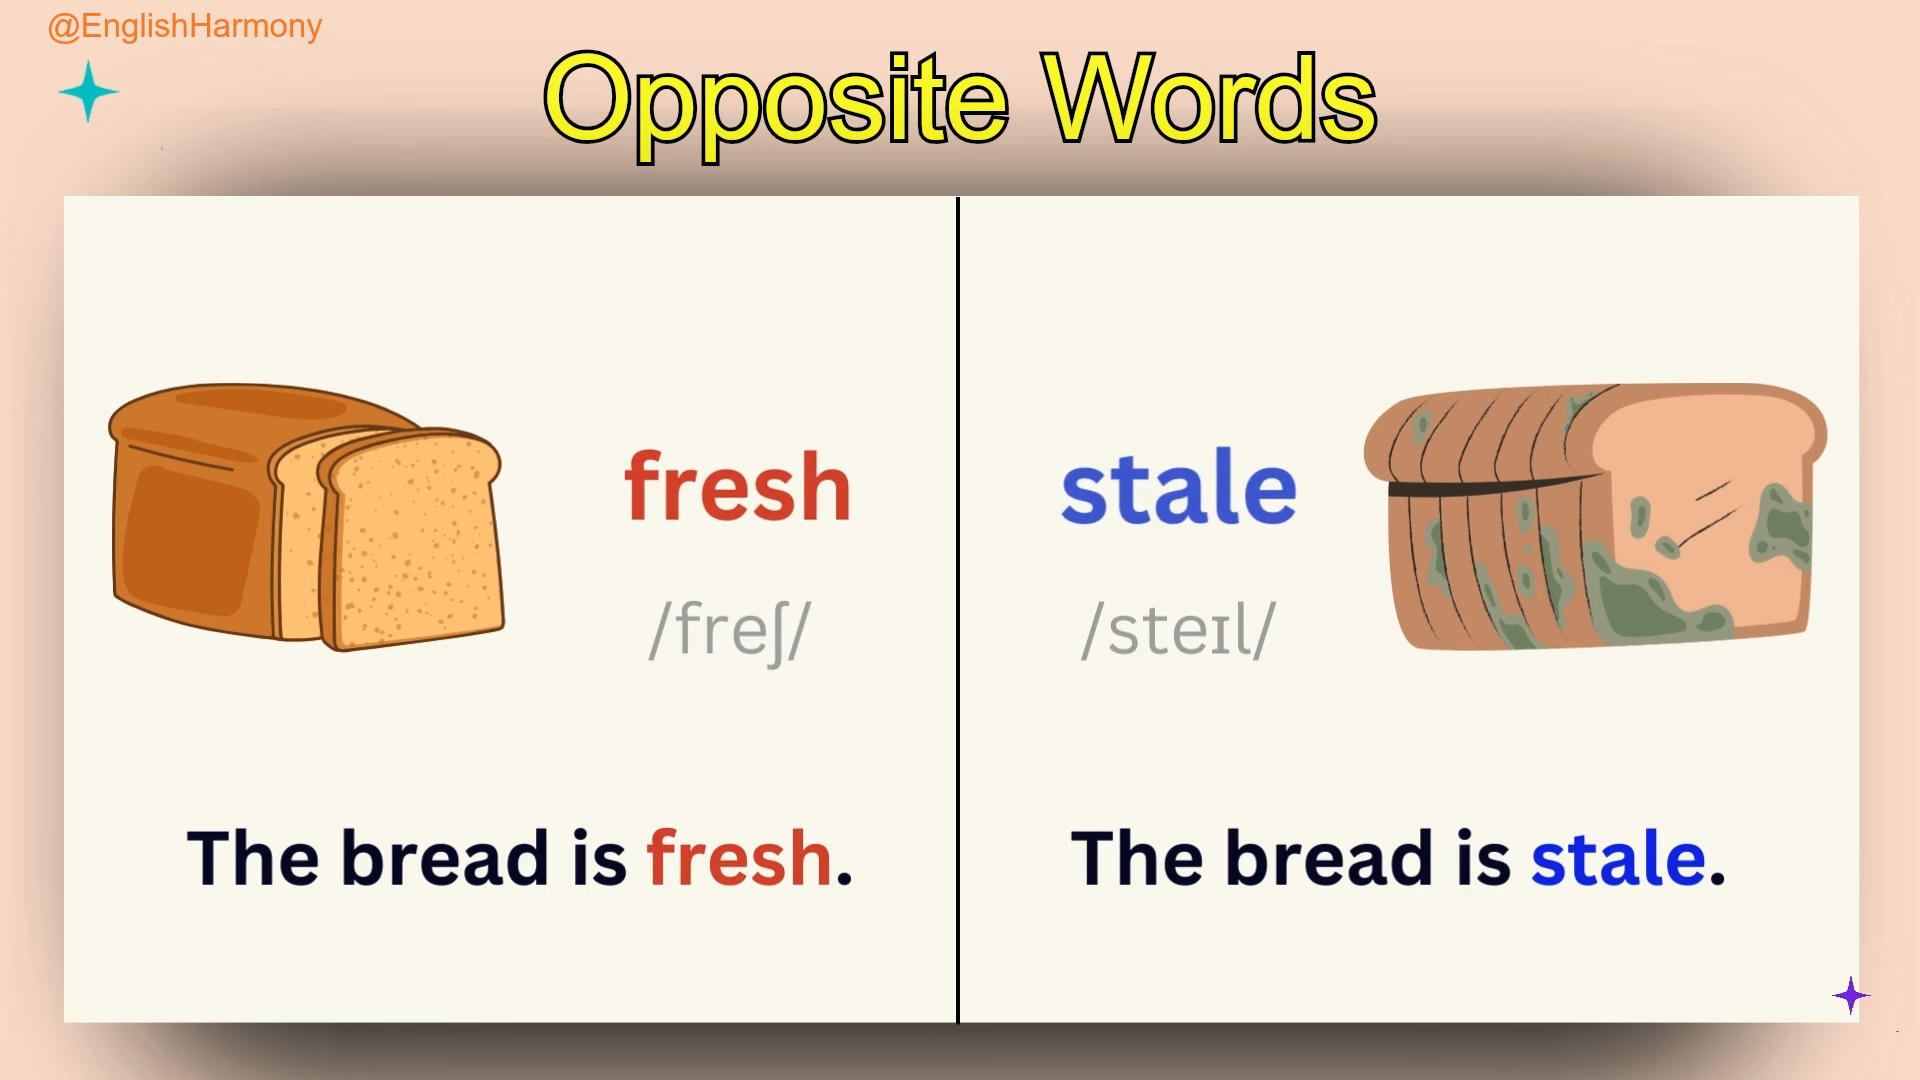 @EnglishHarmony
Opposite Words
fresh
/freʃ/
The bread is fresh.
stale
/steɪl/
The bread is stale.